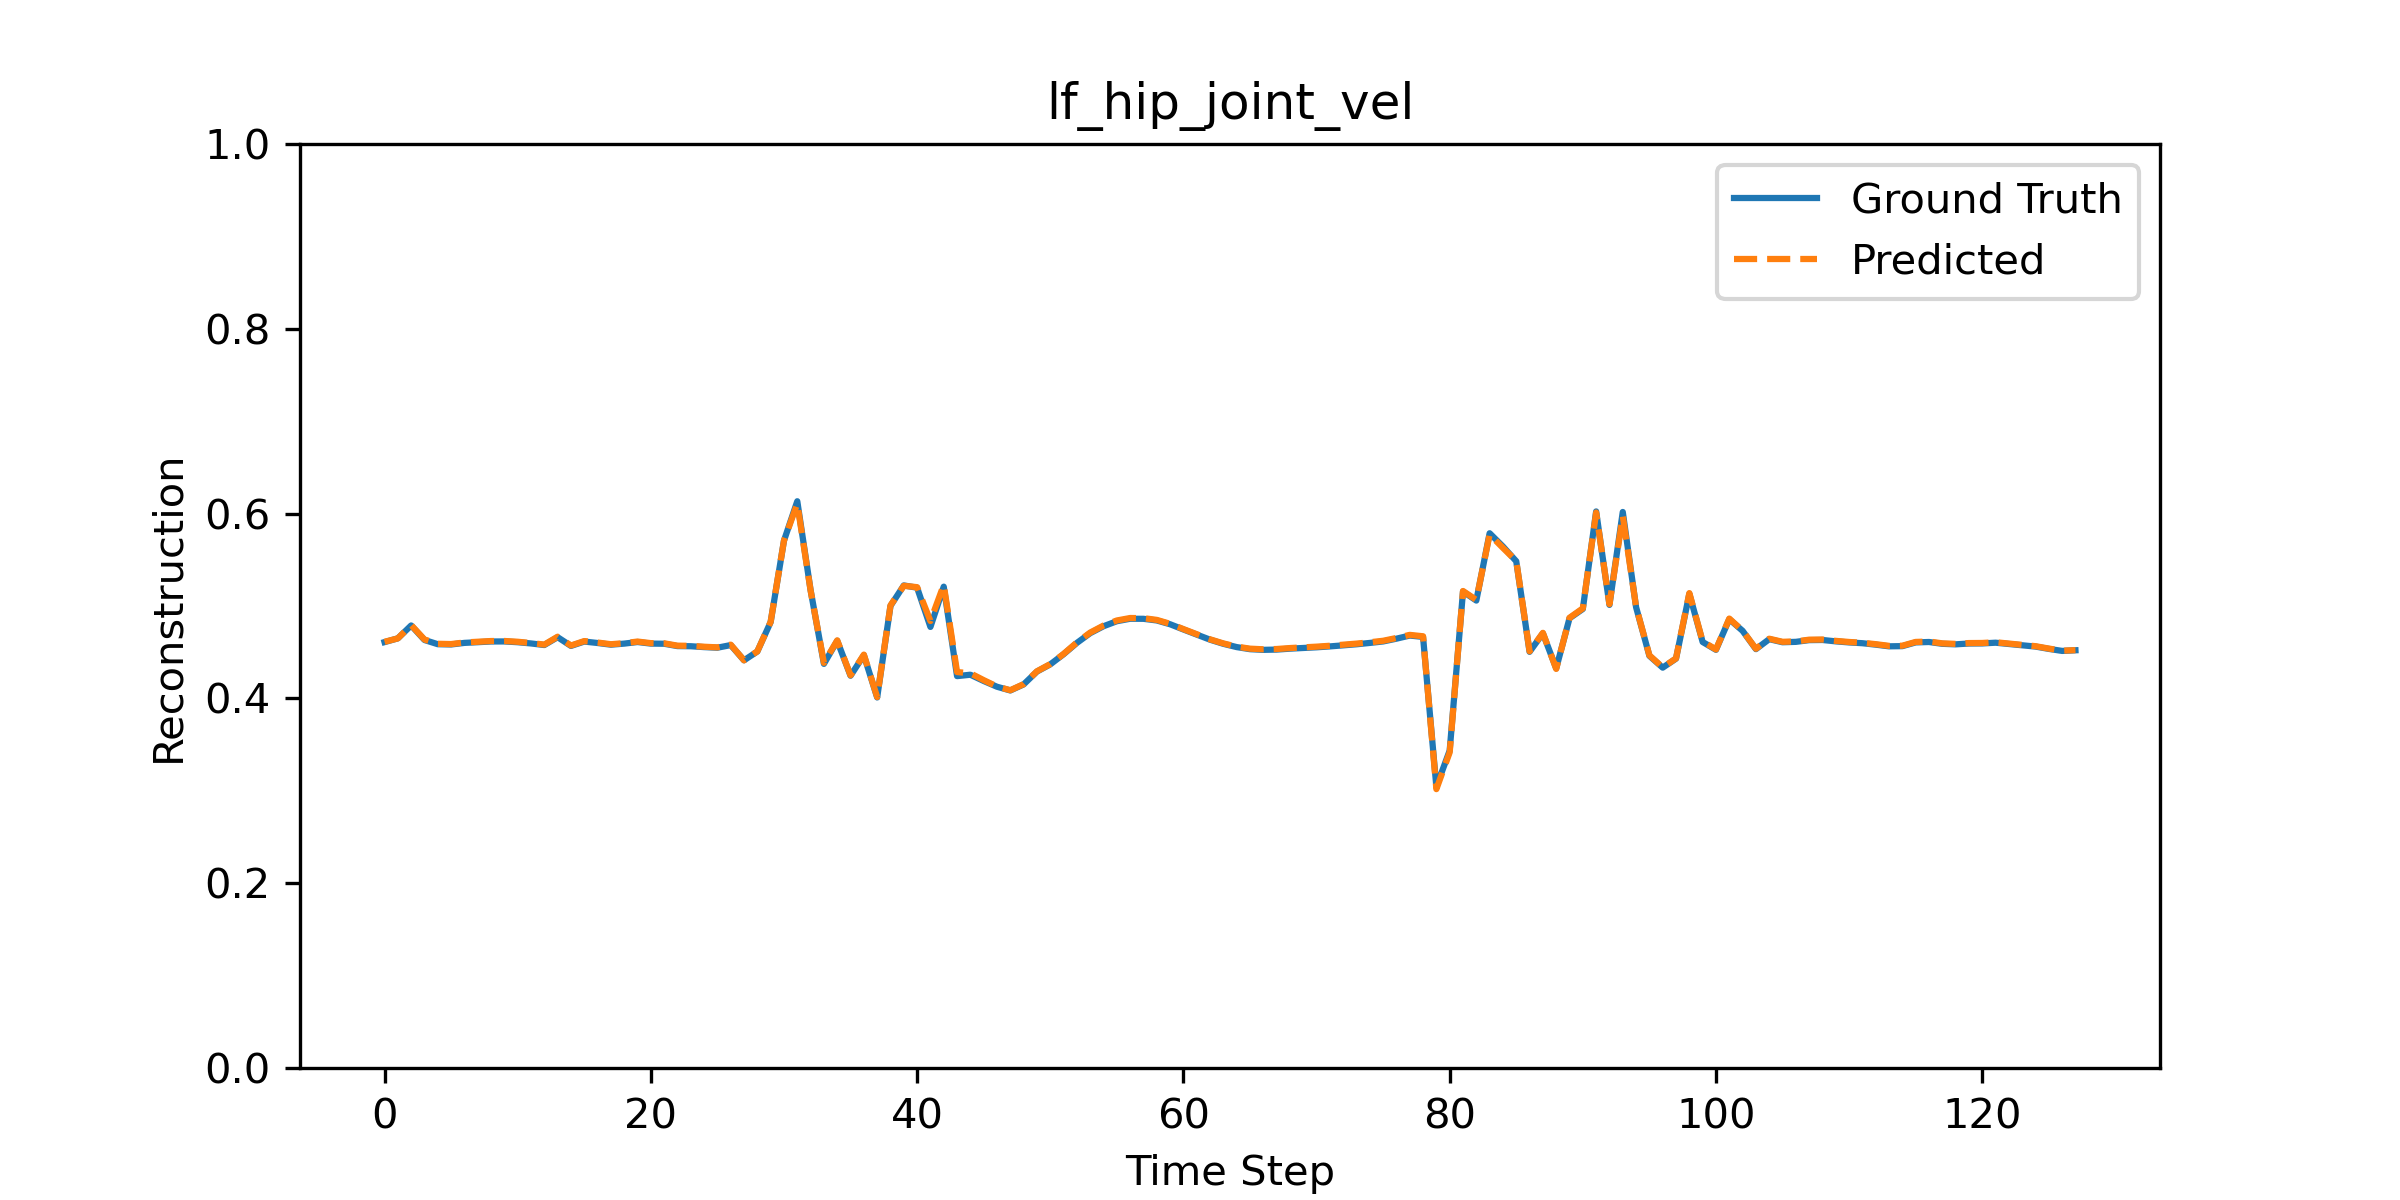 lf_hip_joint_vel
1.0
0.8
0.6
0.4
0.2
0.0
Reconstruction
Ground Truth
Predicted
0 20 40 60 80 100 120
Time Step